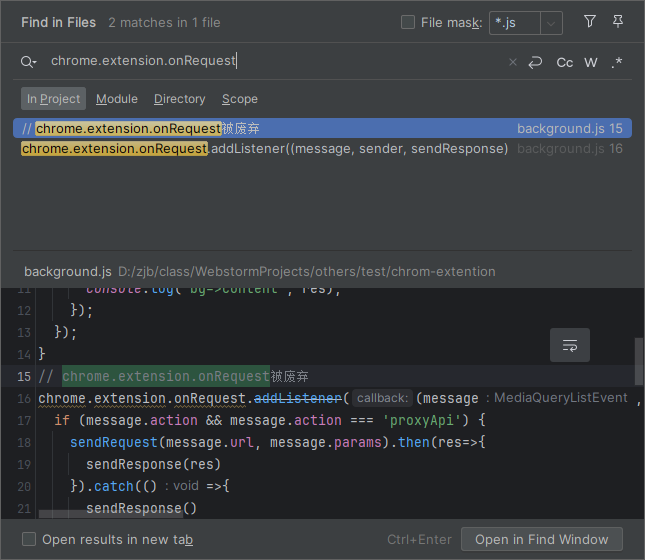 Find in Files 2 matches in 1 file File mask: *.js
chrome.extension.onRequest Cc W .*
In Project Module Directory Scope
// chrome.extension.onRequest被废弃 background.js 15
chrome.extension.onRequest.addListener((message, sender, sendResponse) background.js 16
background.js D:/zjb/class/WebstormProjects/others/test/chrom-extention
11 console.log('bg=>content', res);
12 });
13 });
14 }
15 // chrome.extension.onRequest被废弃
16 chrome.extension.onRequest.addListener( callback: (message : MediaQueryListEvent ,
17 if (message.action && message.action === 'proxyApi') {
18 sendRequest(message.url, message.params).then(res=>{
19 sendResponse(res)
20 }).catch(() : void =>{
21 sendResponse()
Open results in new tab Ctrl+Enter Open in Find Window